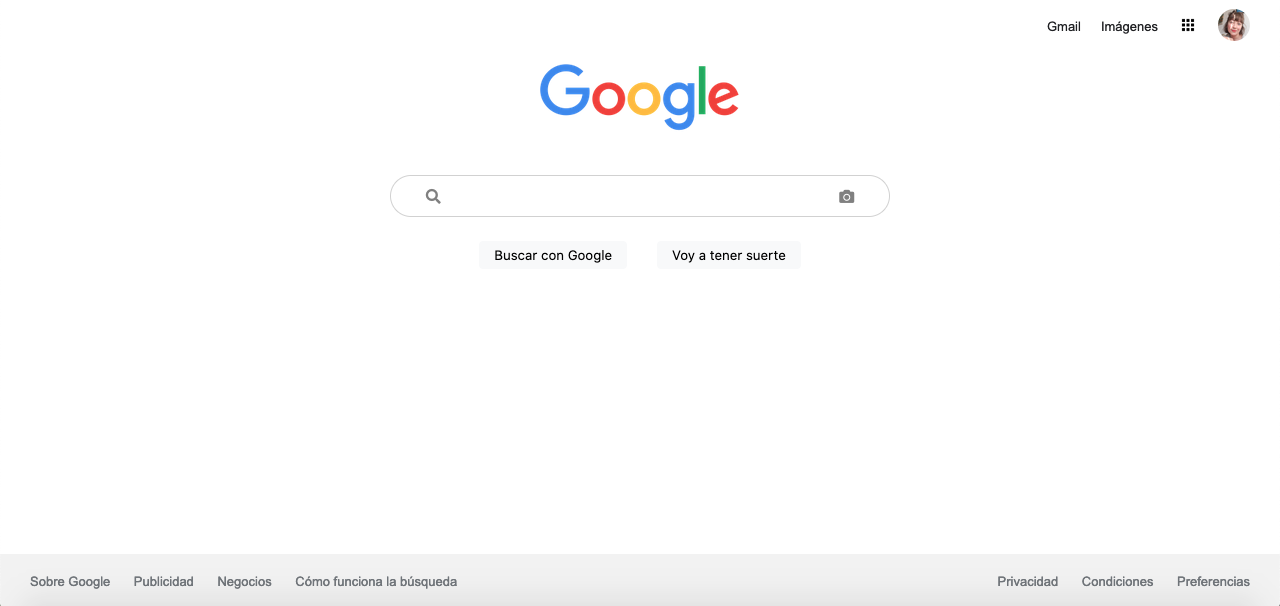 Gmail Imágenes
Google
Buscar con Google Voy a tener suerte
Sobre Google Publicidad Negocios Cómo funciona la búsqueda Privacidad Condiciones Preferencias